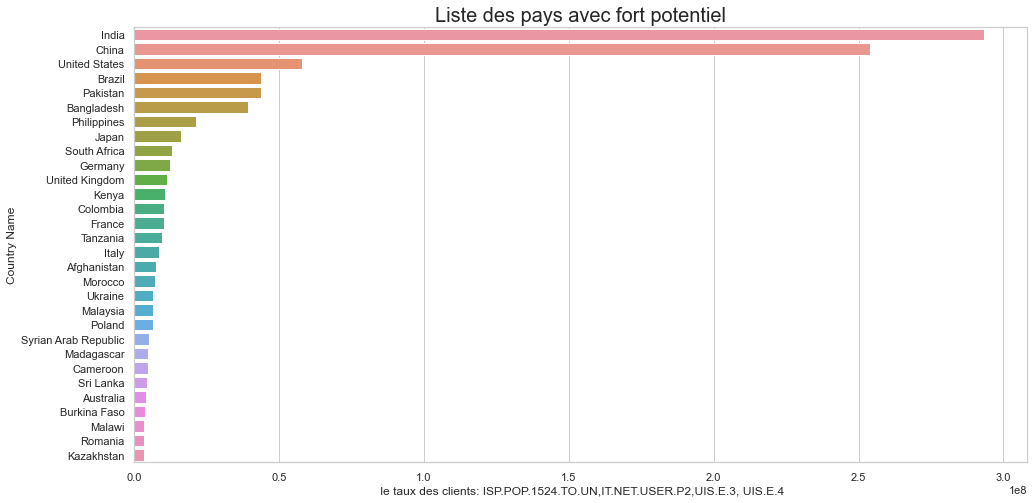 Liste des pays avec fort potentiel
Country Name
India
China
United States
Brazil
Pakistan
Bangladesh
Philippines
Japan
South Africa
Germany
United Kingdom
Kenya
Colombia
France
Tanzania
Italy
Afghanistan
Morocco
Ukraine
Malaysia
Poland
Syrian Arab Republic
Madagascar
Cameroon
Sri Lanka
Australia
Burkina Faso
Malawi
Romania
Kazakhstan
0.0 0.5 1.0 1.5 2.0 2.5 3.0
1e8
le taux des clients: ISP.POP.1524.TO.UN,IT.NET.USER.P2,UIS.E.3, UIS.E.4